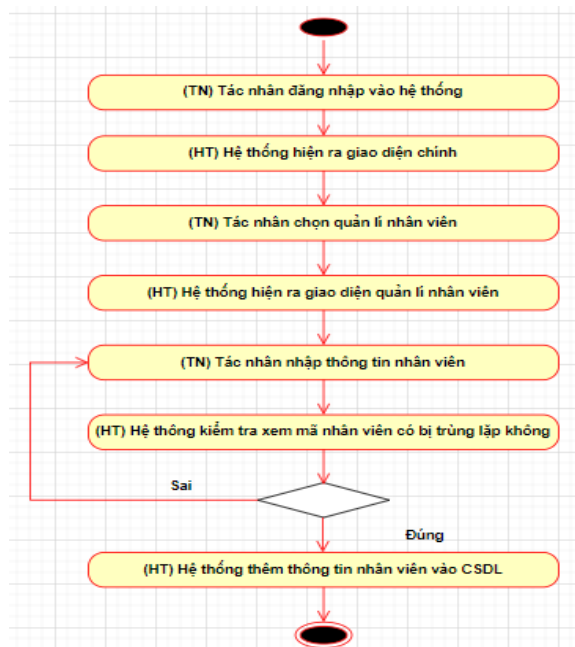 (TN) Tác nhân đăng nhập vào hệ thống
(HT) Hệ thống hiện ra giao diện chính
(TN) Tác nhân chọn quản lí nhân viên
(HT) Hệ thống hiện ra giao diện quản lí nhân viên
(TN) Tác nhân nhập thông tin nhân viên
(HT) Hệ thông kiểm tra xem mã nhân viên có bị trùng lặp không
Sai
Đúng
(HT) Hệ thống thêm thông tin nhân viên vào CSDL